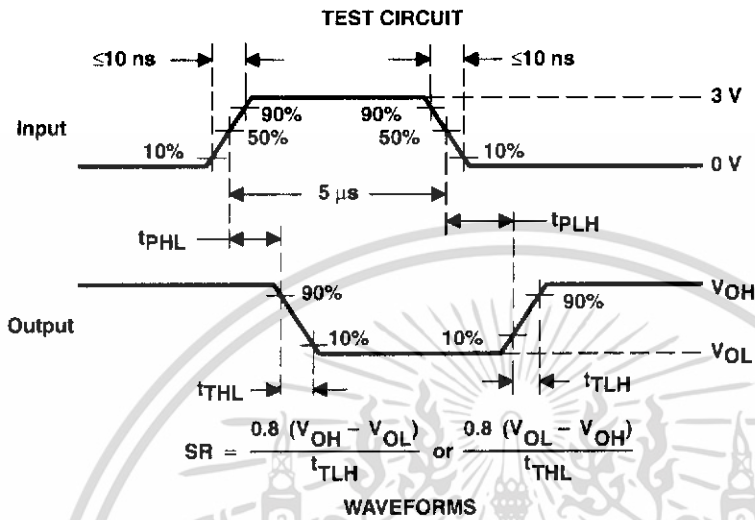 TEST CIRCUIT
≤10 ns
≤10 ns
3 V
90%
90%
Input
50%
50%
10%
10%
0 V
5 μs
tPHL
tPLH
VOH
90%
90%
Output
10%
10%
VOL
tTHL
tTLH
SR = 0.8 (VOH − VOL) / tTLH or 0.8 (VOL − VOH) / tTHL
WAVEFORMS